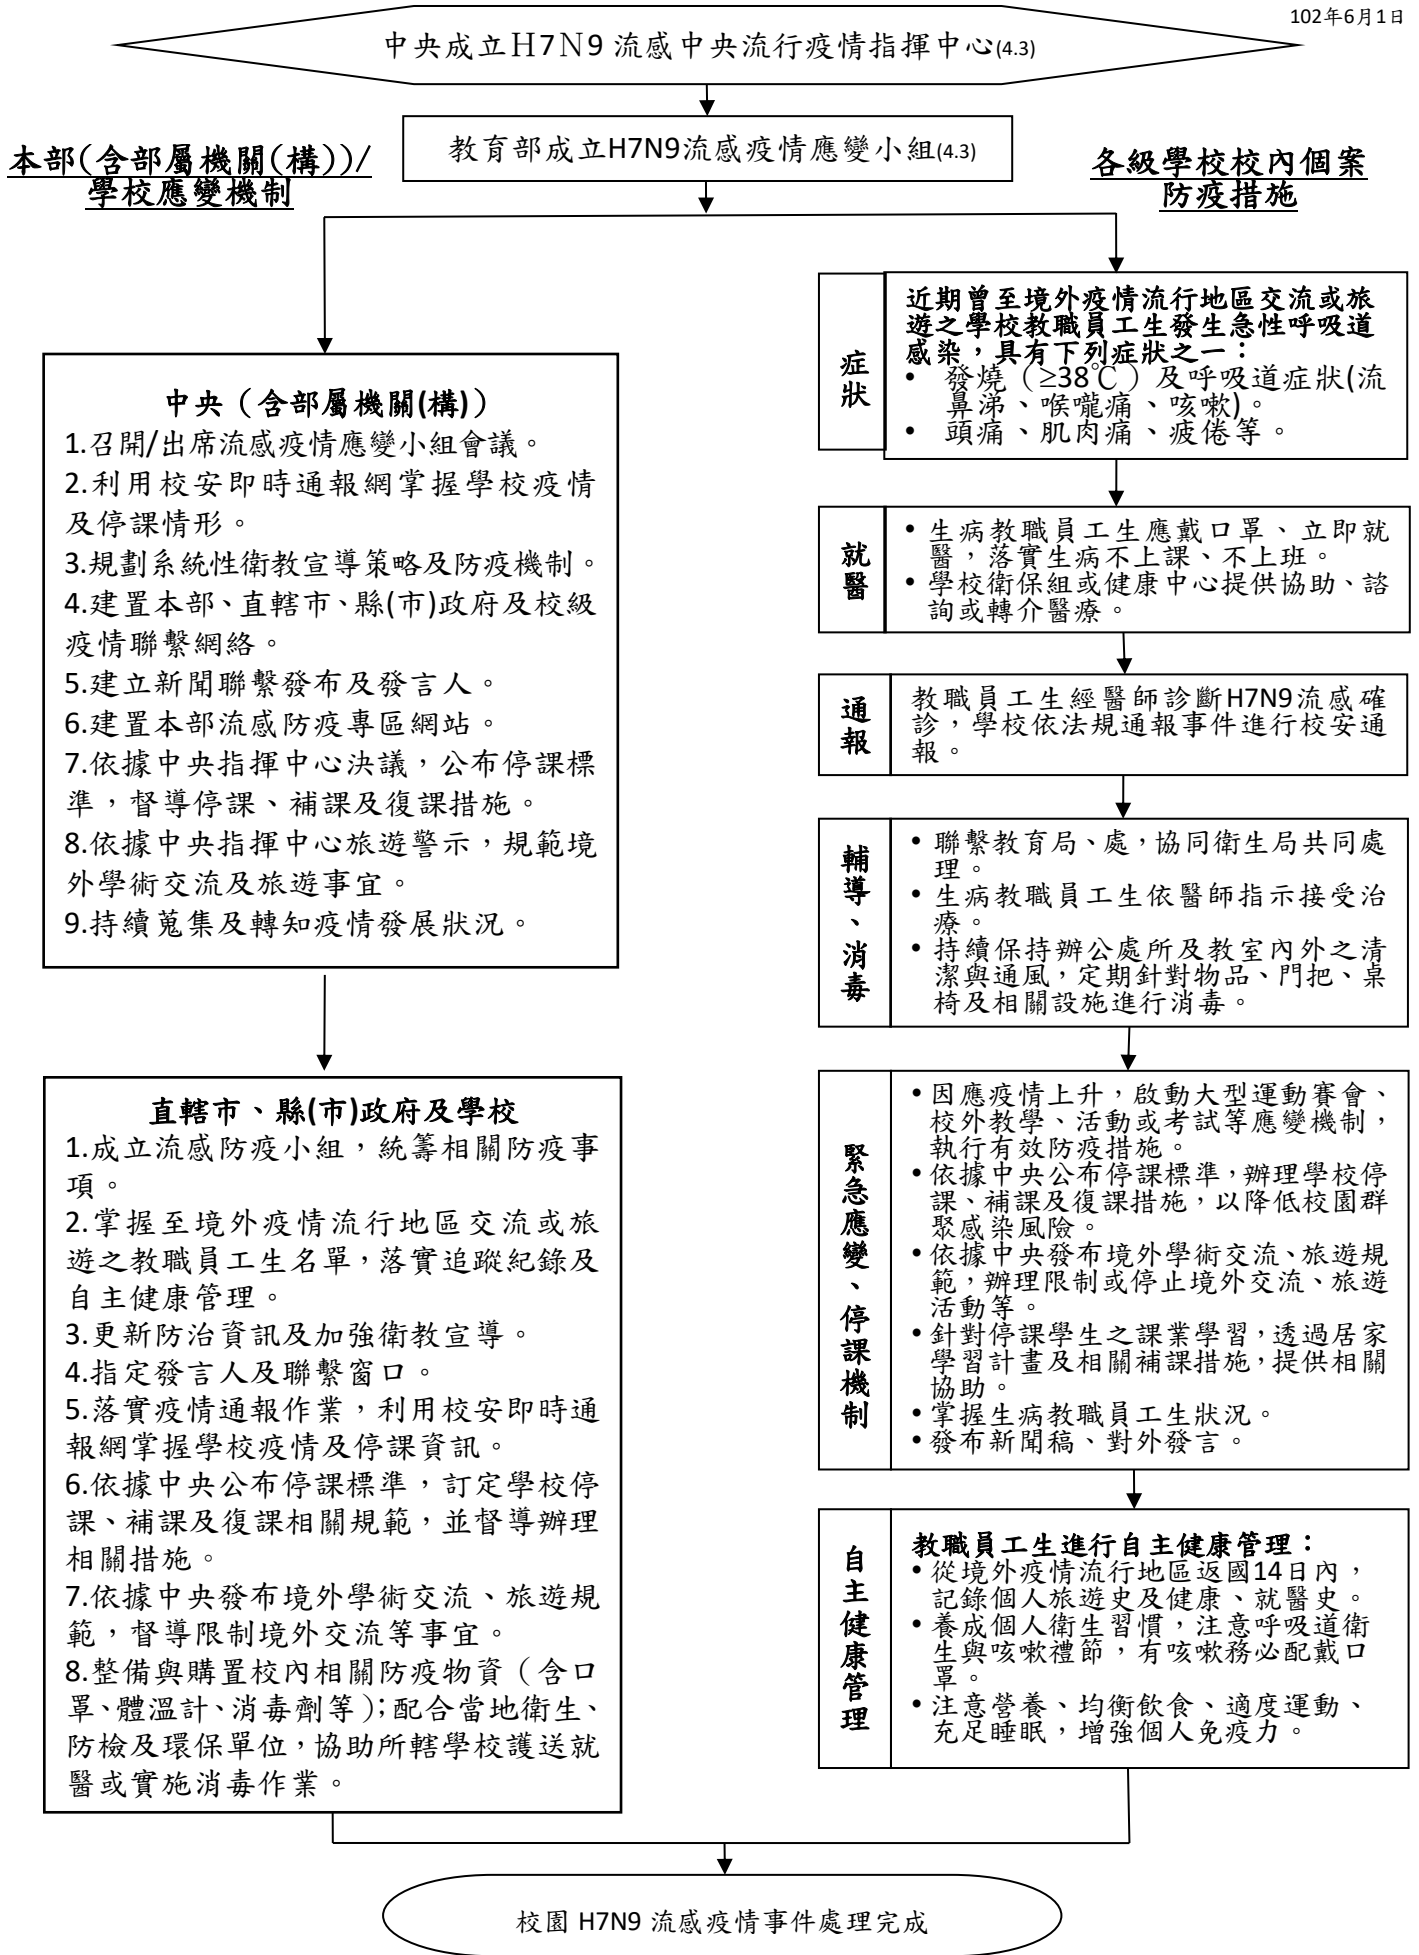 102年6月1日
中央成立H7N9 流感中央流行疫情指揮中心(4.3)
教育部成立H7N9流感疫情應變小組(4.3)
本部(含部屬機關(構))/
學校應變機制
各級學校校內個案
防疫措施
中央（含部屬機關(構)）
1.召開/出席流感疫情應變小組會議。
2.利用校安即時通報網掌握學校疫情
及停課情形。
3.規劃系統性衛教宣導策略及防疫機制。
4.建置本部、直轄市、縣(市)政府及校級
疫情聯繫網絡。
5.建立新聞聯繫發布及發言人。
6.建置本部流感防疫專區網站。
7.依據中央指揮中心決議，公布停課標
準，督導停課、補課及復課措施。
8.依據中央指揮中心旅遊警示，規範境
外學術交流及旅遊事宜。
9.持續蒐集及轉知疫情發展狀況。
直轄市、縣(市)政府及學校
1.成立流感防疫小組，統籌相關防疫事
項。
2.掌握至境外疫情流行地區交流或旅
遊之教職員工生名單，落實追蹤紀錄及
自主健康管理。
3.更新防治資訊及加強衛教宣導。
4.指定發言人及聯繫窗口。
5.落實疫情通報作業，利用校安即時通
報網掌握學校疫情及停課資訊。
6.依據中央公布停課標準，訂定學校停
課、補課及復課相關規範，並督導辦理
相關措施。
7.依據中央發布境外學術交流、旅遊規
範，督導限制境外交流等事宜。
8.整備與購置校內相關防疫物資（含口
罩、體溫計、消毒劑等）；配合當地衛生、
防檢及環保單位，協助所轄學校護送就
醫或實施消毒作業。
症狀
近期曾至境外疫情流行地區交流或旅
遊之學校教職員工生發生急性呼吸道
感染，具有下列症狀之一：
• 發燒（≥38℃）及呼吸道症狀(流
鼻涕、喉嚨痛、咳嗽)。
• 頭痛、肌肉痛、疲倦等。
就醫
• 生病教職員工生應戴口罩、立即就
醫，落實生病不上課、不上班。
• 學校衛保組或健康中心提供協助、諮
詢或轉介醫療。
通報
教職員工生經醫師診斷H7N9流感確
診，學校依法規通報事件進行校安通
報。
輔導、消毒
• 聯繫教育局、處，協同衛生局共同處
理。
• 生病教職員工生依醫師指示接受治
療。
• 持續保持辦公處所及教室內外之清
潔與通風，定期針對物品、門把、桌
椅及相關設施進行消毒。
緊急應變、停課機制
• 因應疫情上升，啟動大型運動賽會、
校外教學、活動或考試等應變機制，
執行有效防疫措施。
• 依據中央公布停課標準，辦理學校停
課、補課及復課措施，以降低校園群
聚感染風險。
• 依據中央發布境外學術交流、旅遊規
範，辦理限制或停止境外交流、旅遊
活動等。
• 針對停課學生之課業學習，透過居家
學習計畫及相關補課措施，提供相關
協助。
• 掌握生病教職員工生狀況。
• 發布新聞稿、對外發言。
自主健康管理
教職員工生進行自主健康管理：
• 從境外疫情流行地區返國14日內，
記錄個人旅遊史及健康、就醫史。
• 養成個人衛生習慣，注意呼吸道衛
生與咳嗽禮節，有咳嗽務必配戴口
罩。
• 注意營養、均衡飲食、適度運動、
充足睡眠，增強個人免疫力。
校園 H7N9 流感疫情事件處理完成